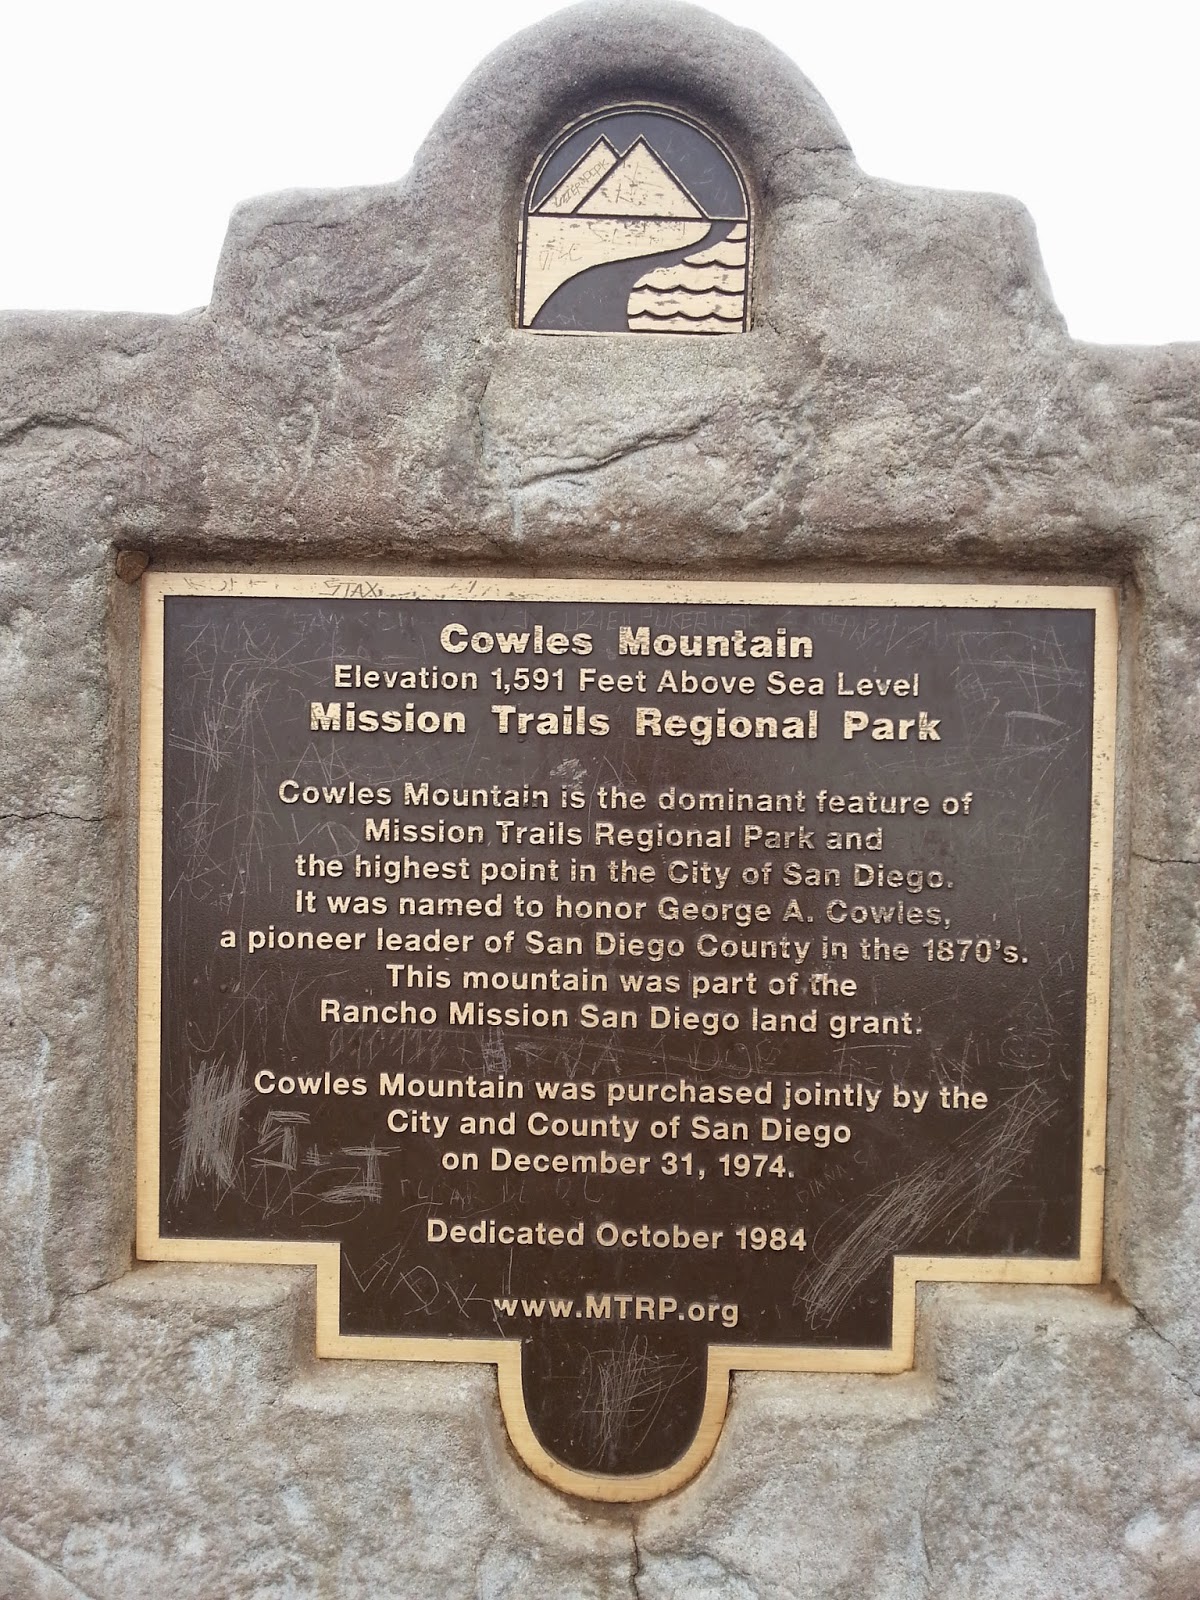 STAX
Cowles Mountain
Elevation 1,591 Feet Above Sea Level
Mission Trails Regional Park
Cowles Mountain is the dominant feature of
Mission Trails Regional Park and
the highest point in the City of San Diego.
It was named to honor George A. Cowles,
a pioneer leader of San Diego County in the 1870's.
This mountain was part of the
Rancho Mission San Diego land grant.
Cowles Mountain was purchased jointly by the
City and County of San Diego
on December 31, 1974.
DIANA S
Dedicated October 1984
www.MTRP.org